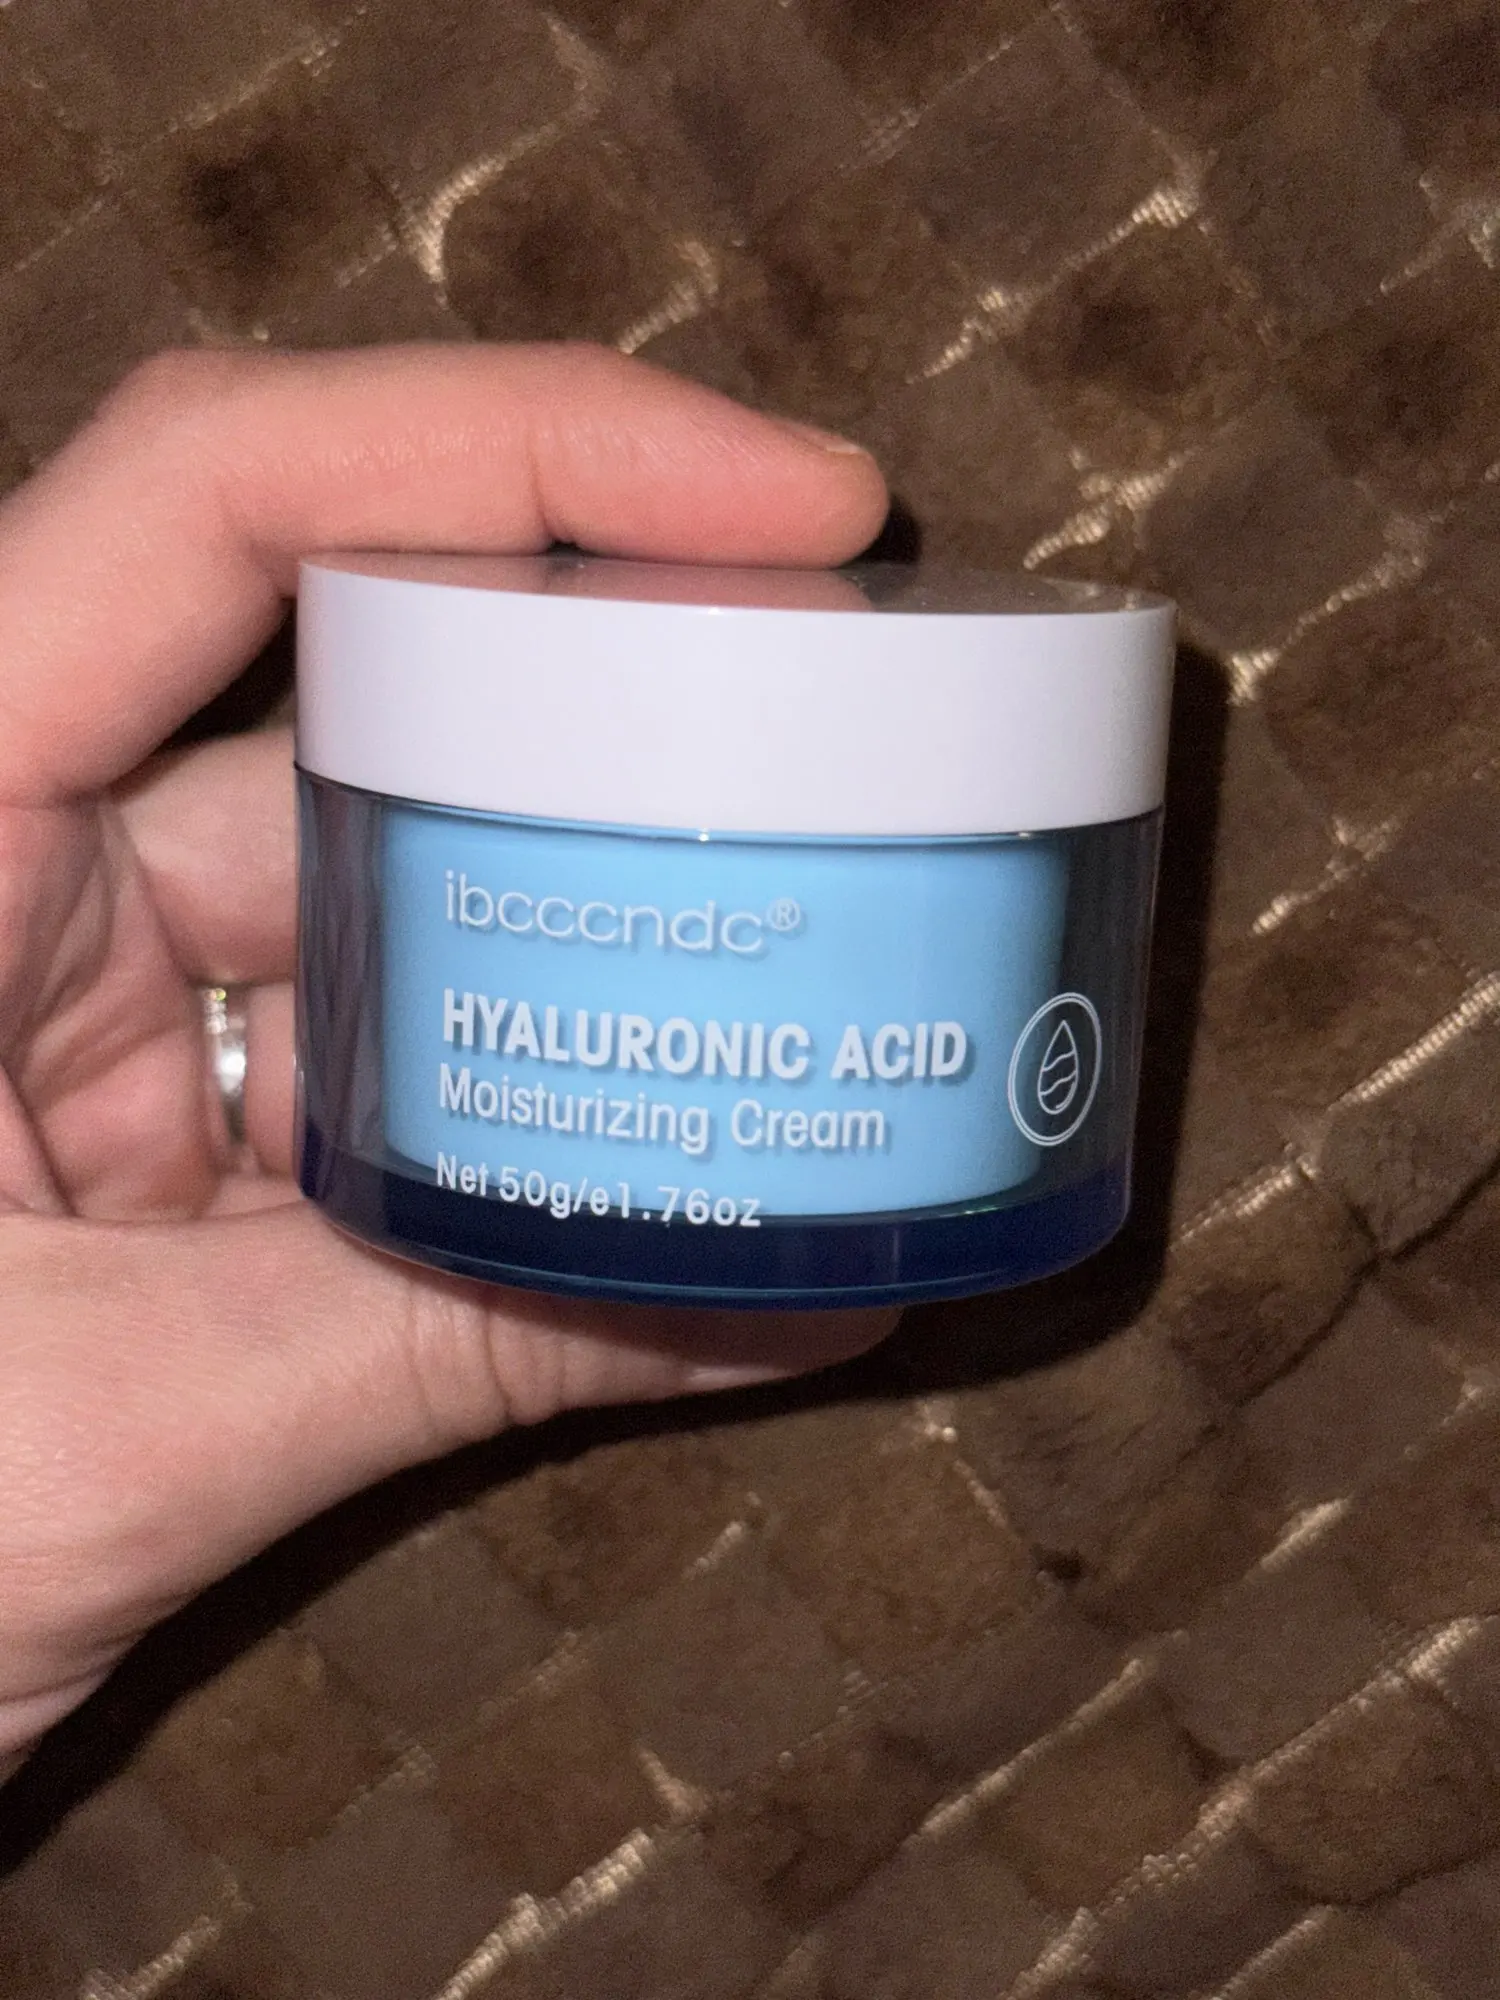 ibcccndc®
HYALURONIC ACID
Moisturizing Cream
Net 50g/e1.76oz